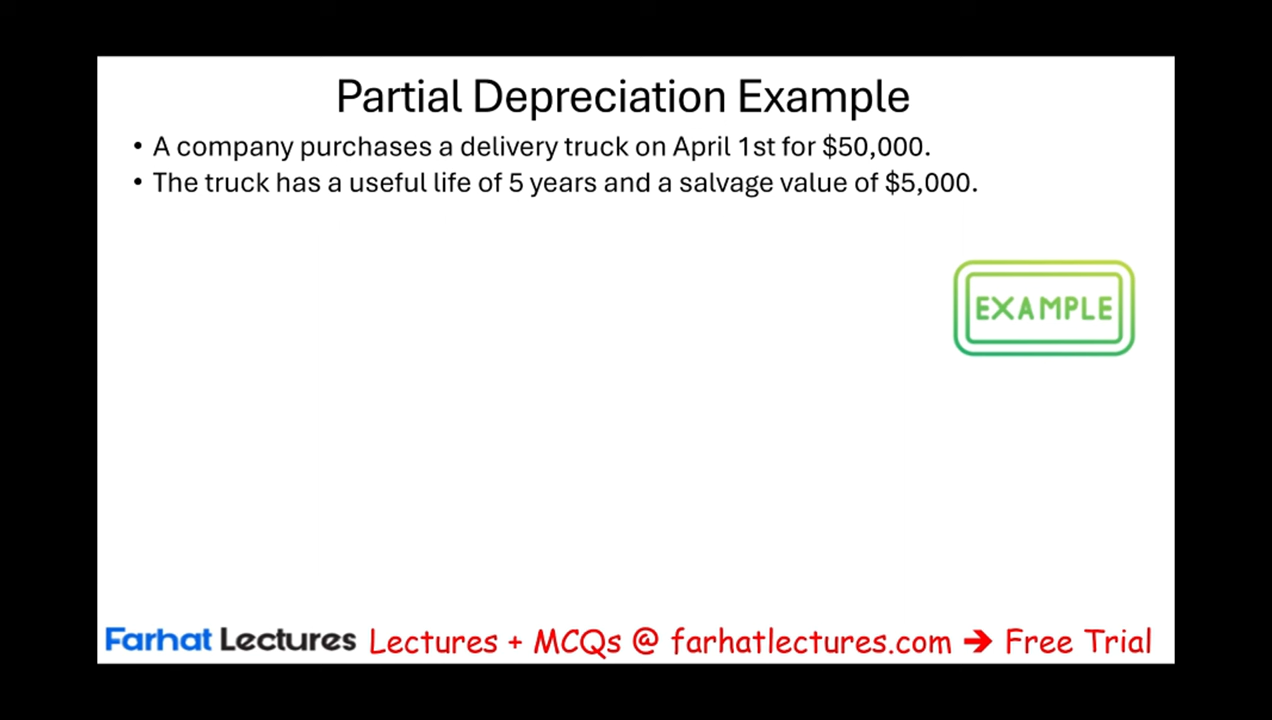 Partial Depreciation Example
• A company purchases a delivery truck on April 1st for $50,000.
• The truck has a useful life of 5 years and a salvage value of $5,000.
EXAMPLE
Farhat Lectures Lectures + MCQs @ farhatlectures.com → Free Trial